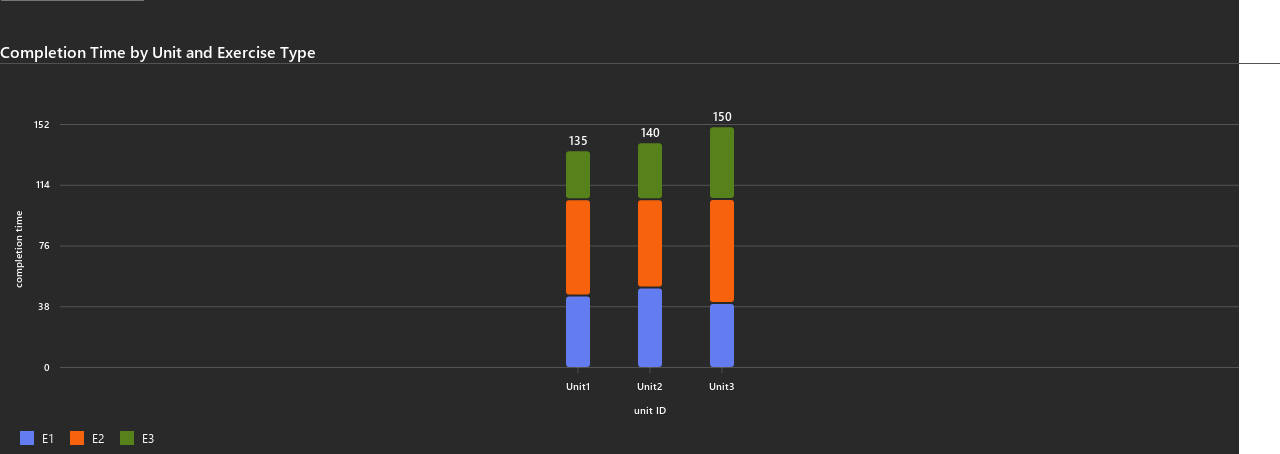 Completion Time by Unit and Exercise Type
150
140
135
152
114
76
38
0
completion time
Unit1 Unit2 Unit3
unit ID
E1 E2 E3